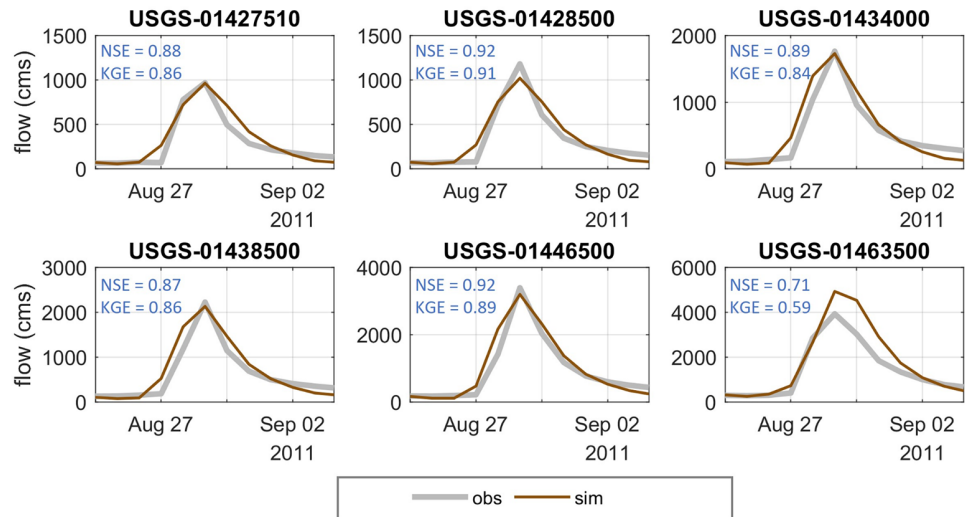 USGS-01427510
NSE = 0.88
KGE = 0.86
flow (cms)
1500
1000
500
0
Aug 27
Sep 02
2011
USGS-01428500
NSE = 0.92
KGE = 0.91
1500
1000
500
0
Aug 27
Sep 02
2011
USGS-01434000
NSE = 0.89
KGE = 0.84
2000
1000
0
Aug 27
Sep 02
2011
USGS-01438500
NSE = 0.87
KGE = 0.86
flow (cms)
3000
2000
1000
0
Aug 27
Sep 02
2011
USGS-01446500
NSE = 0.92
KGE = 0.89
4000
2000
0
Aug 27
Sep 02
2011
USGS-01463500
NSE = 0.71
KGE = 0.59
6000
4000
2000
0
Aug 27
Sep 02
2011
obs sim